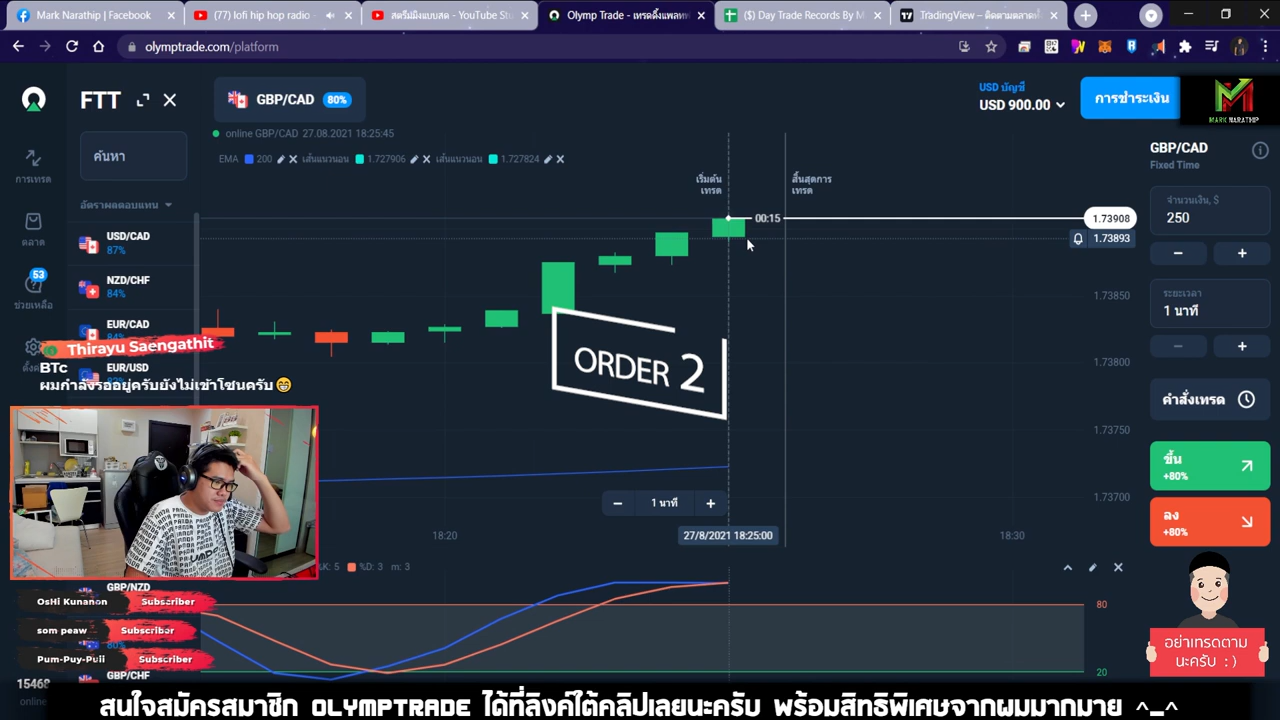 Mark Narathip | Facebook
(77) lofi hip hop radio -
สตรีมมิงแบบสด - YouTube Stu
Olymp Trade - เทรดดิ้งแพลทฟ
($) Day Trade Records By M
TradingView – ติดตามตลาดทั้
olymptrade.com/platform
FTT
GBP/CAD 80%
USD บัญชี
USD 900.00
การชำระเงิน
MARK NARATHIP
online GBP/CAD 27.08.2021 18:25:45
EMA 200 เส้นแนวนอน 1.727906 เส้นแนวนอน 1.727824
ค้นหา
อัตราผลตอบแทน
การเทรด
ตลาด
53
ช่วยเหลือ
USD/CAD
87%
NZD/CHF
84%
EUR/CAD
EUR/USD
เริ่มต้น
เทรด
สิ้นสุดการ
เทรด
00:15
1.73908
1.73893
1.73850
1.73800
1.73750
1.73700
GBP/CAD
Fixed Time
จำนวนเงิน, $
250
ระยะเวลา
1 นาที
คำสั่งเทรด
ขึ้น
+80%
ลง
+80%
Thirayu Saengathit
BTc
ผมกำลังรออยู่ครับยังไม่เข้าโซนครับ😁
ORDER 2
1 นาที
18:20
27/8/2021 18:25:00
18:30
%K: 5 %D: 3 m: 3
80
20
GBP/NZD
OsHi Kunanon Subscriber
som peaw Subscriber
80%
Pum-Puy-Puii Subscriber
GBP/CHF
15468
online
อย่าเทรดตาม
นะครับ :)
สนใจสมัครสมาชิก OLYMPTRADE ได้ที่ลิงค์ใต้คลิปเลยนะครับ พร้อมสิทธิพิเศษจากผมมากมาย ^_^